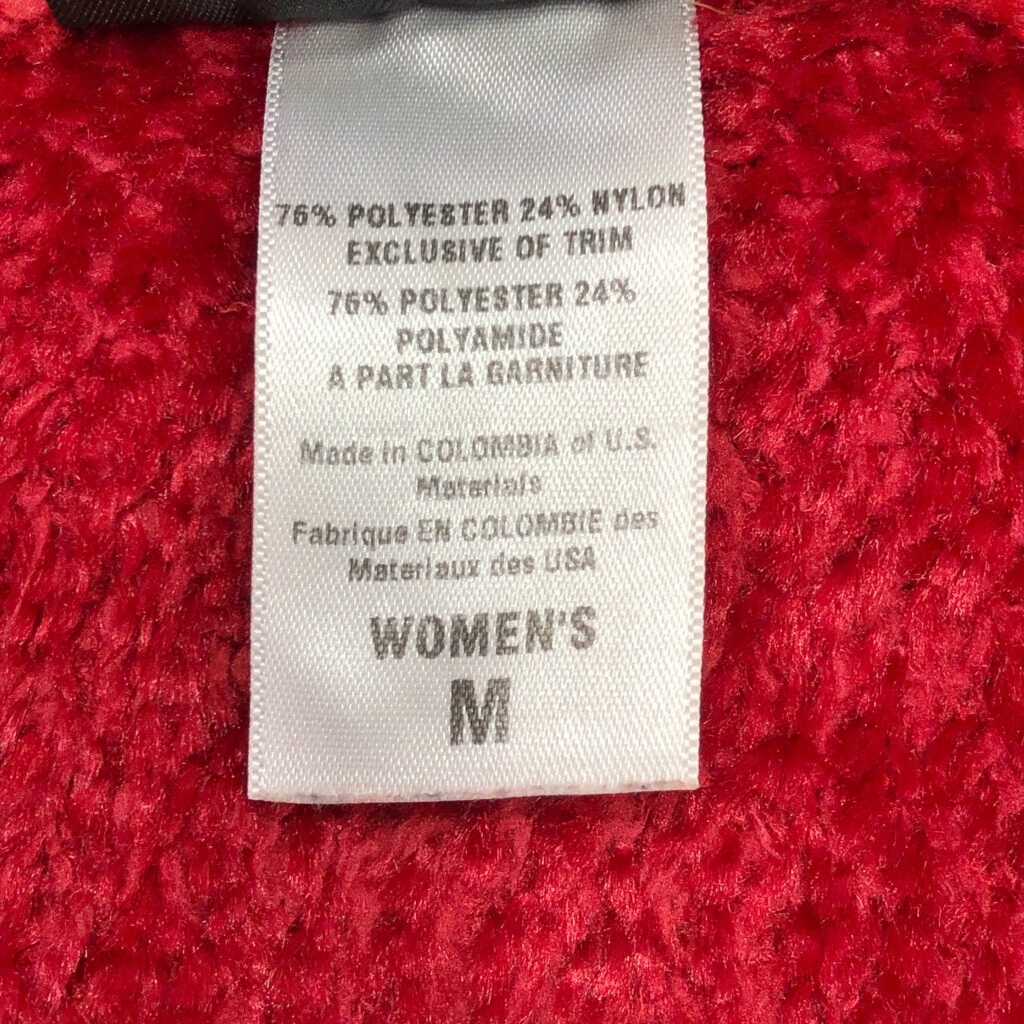 76% POLYESTER 24% NYLON
EXCLUSIVE OF TRIM
76% POLYESTER 24%
POLYAMIDE
A PART LA GARNITURE
Made in COLOMBIA of U.S.
Materials
Fabrique EN COLOMBIE des
Materiaux des USA
WOMEN'S
M